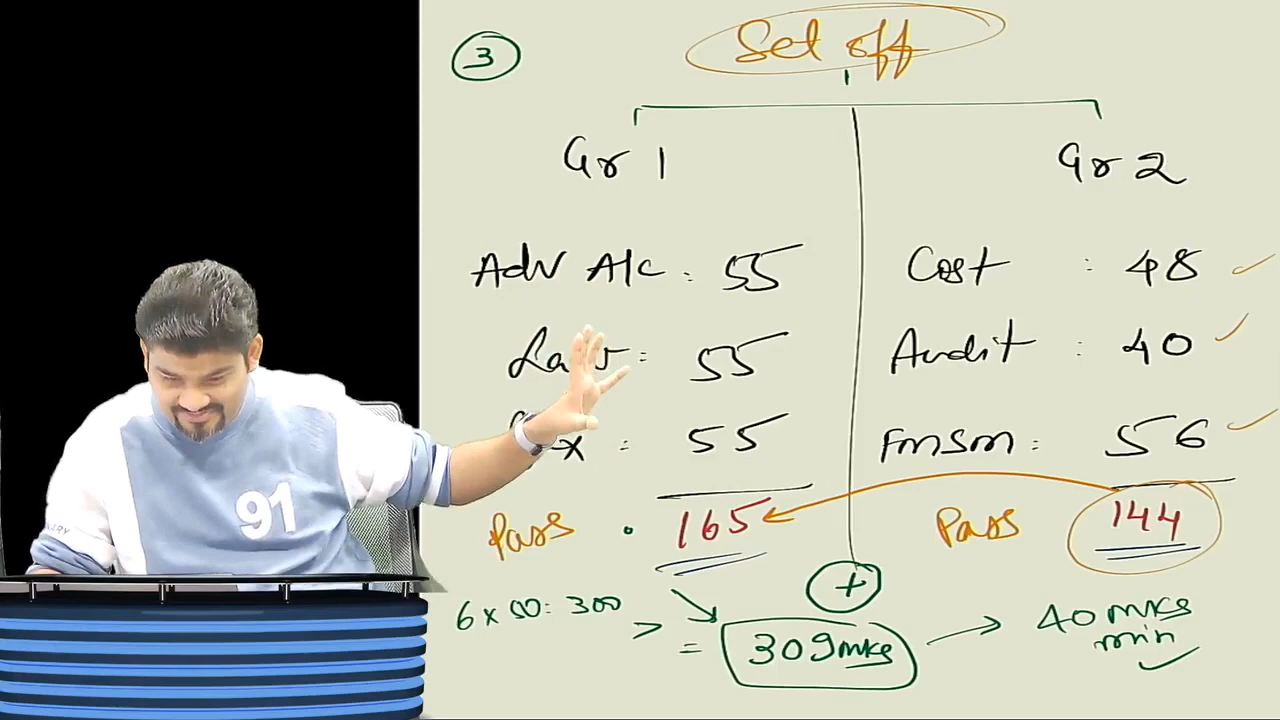 3
Set off
Gr 1
Gr 2
Adv A/c : 55
Cost : 48
55
Audit : 40
55
FmSm : 56
Pass 165
Pass 144
+
6 x 50 : 300 > = 309 mks
40 mks
min
91